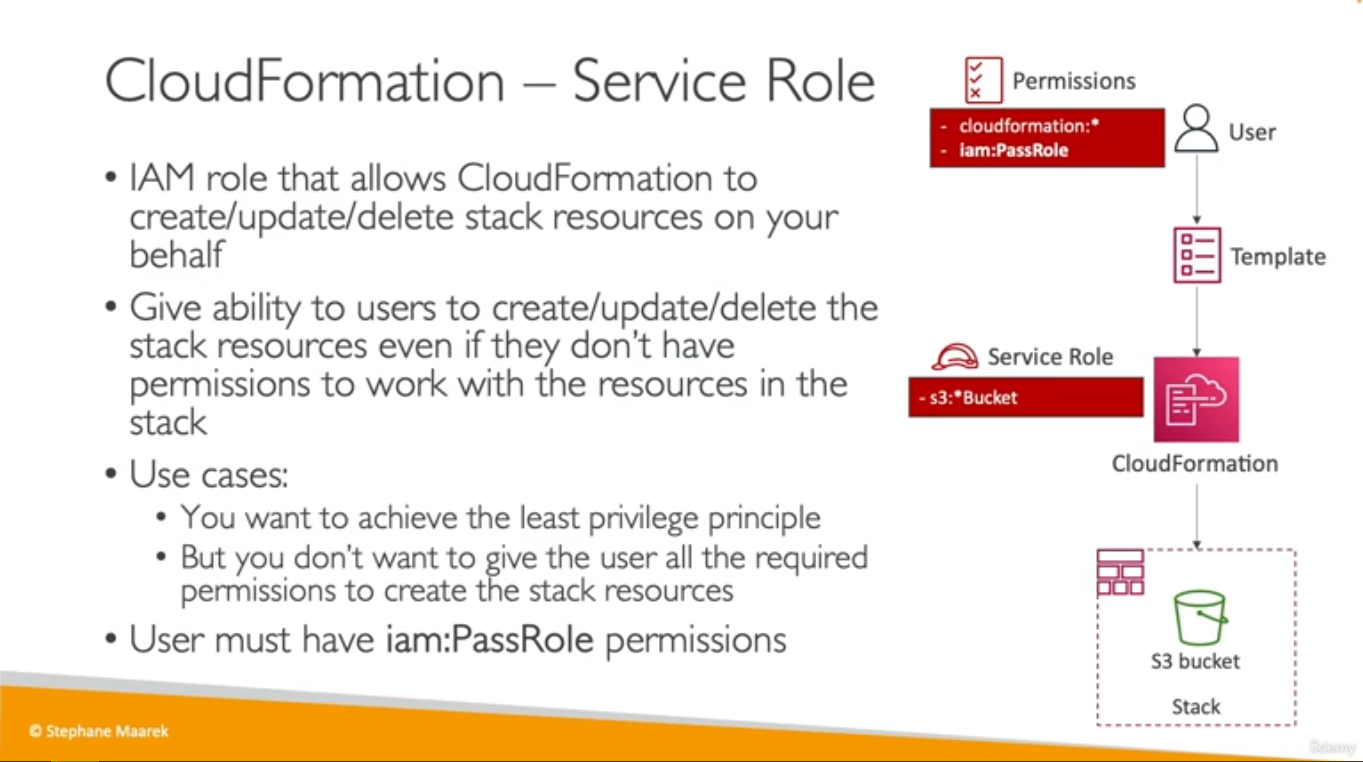 CloudFormation – Service Role
• IAM role that allows CloudFormation to
create/update/delete stack resources on your
behalf
• Give ability to users to create/update/delete the
stack resources even if they don't have
permissions to work with the resources in the
stack
• Use cases:
• You want to achieve the least privilege principle
• But you don't want to give the user all the required
permissions to create the stack resources
• User must have iam:PassRole permissions
Permissions
- cloudformation:*
- iam:PassRole
User
Template
Service Role
- s3:*Bucket
CloudFormation
S3 bucket
Stack
© Stephane Maarek
ûdemy